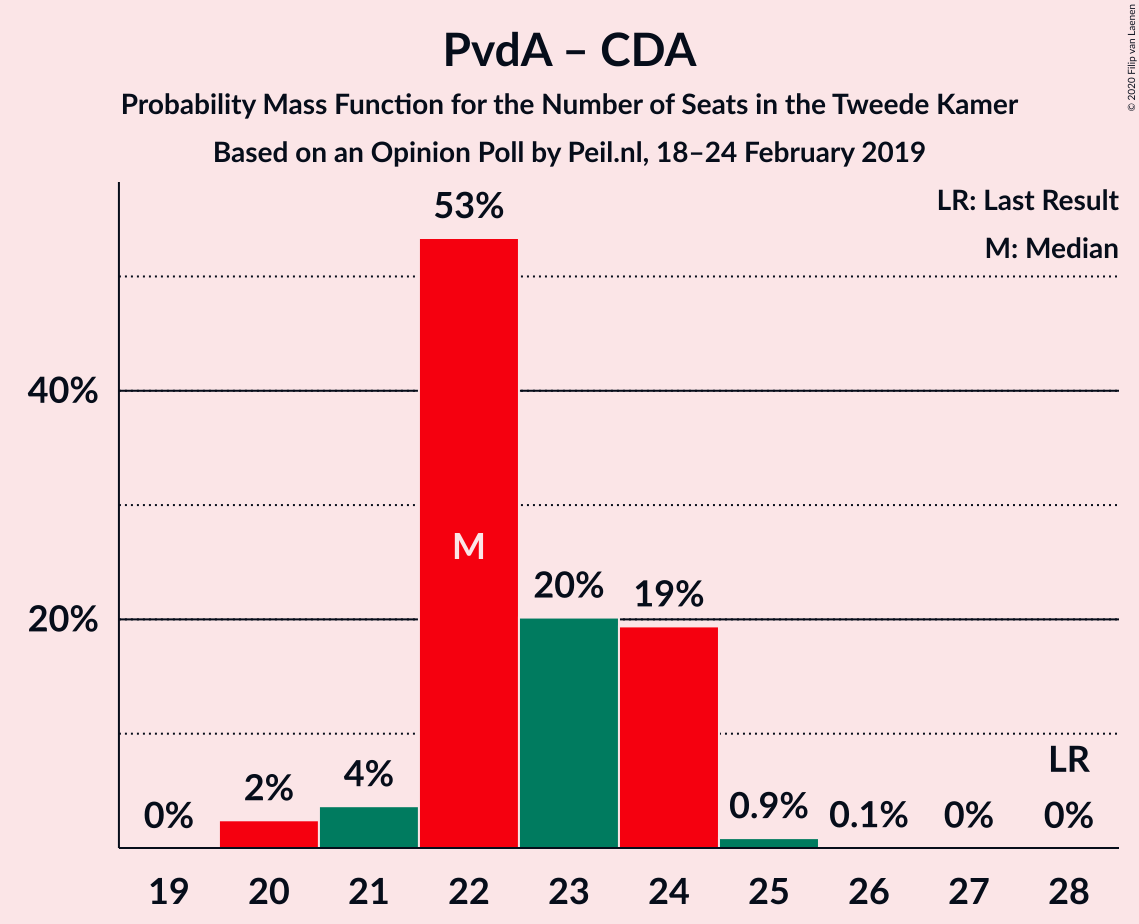 PvdA – CDA
Probability Mass Function for the Number of Seats in the Tweede Kamer
Based on an Opinion Poll by Peil.nl, 18–24 February 2019
© 2020 Filip van Laenen
LR: Last Result
M: Median
53%
40%
M
20%
19%
20%
LR
4%
2%
0%
0.9%
0.1%
0%
0%
19 20 21 22 23 24 25 26 27 28